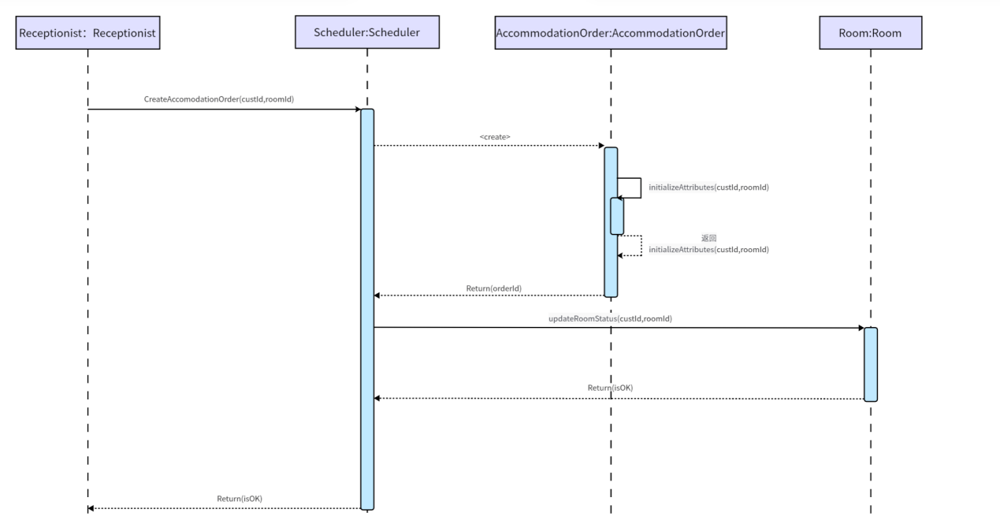 Receptionist：Receptionist
Scheduler:Scheduler
AccommodationOrder:AccommodationOrder
Room:Room
CreateAccomodationOrder(custId,roomId)
<create>
initializeAttributes(custId,roomId)
返回
initializeAttributes(custId,roomId)
Return(orderId)
updateRoomStatus(custId,roomId)
Return(isOK)
Return(isOK)